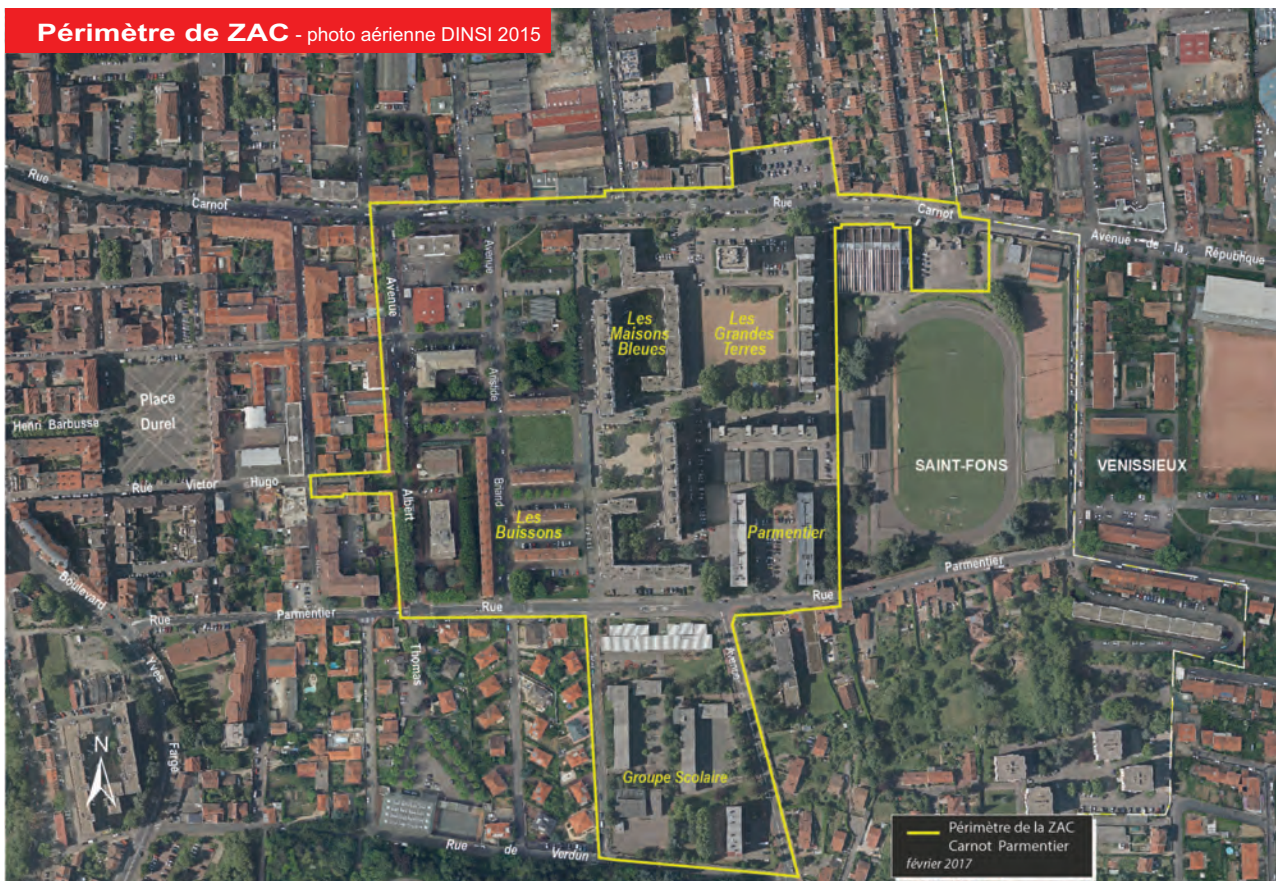 Périmètre de ZAC - photo aérienne DINSI 2015
Rue
Carnot
Rue
Carnot
Avenue de la Répubhque
Avenue
Avenue
Les
Maisons
Bleues
Les
Grandes
Terres
Aristide
Place
Durel
Henri Barbussa
SAINT-FONS
VENISSIEUX
Rue Victor Hugo
Albert
Briand
Les
Buissons
Parmentier
Boulevard
Parmentier
Rue
Parmentier
Rue
Rue
Yves
Thomas
Avenue
Farge
N
Groupe Scolaire
Rue de Verdun
Périmètre de la ZAC
Carnot Parmentier
février 2017